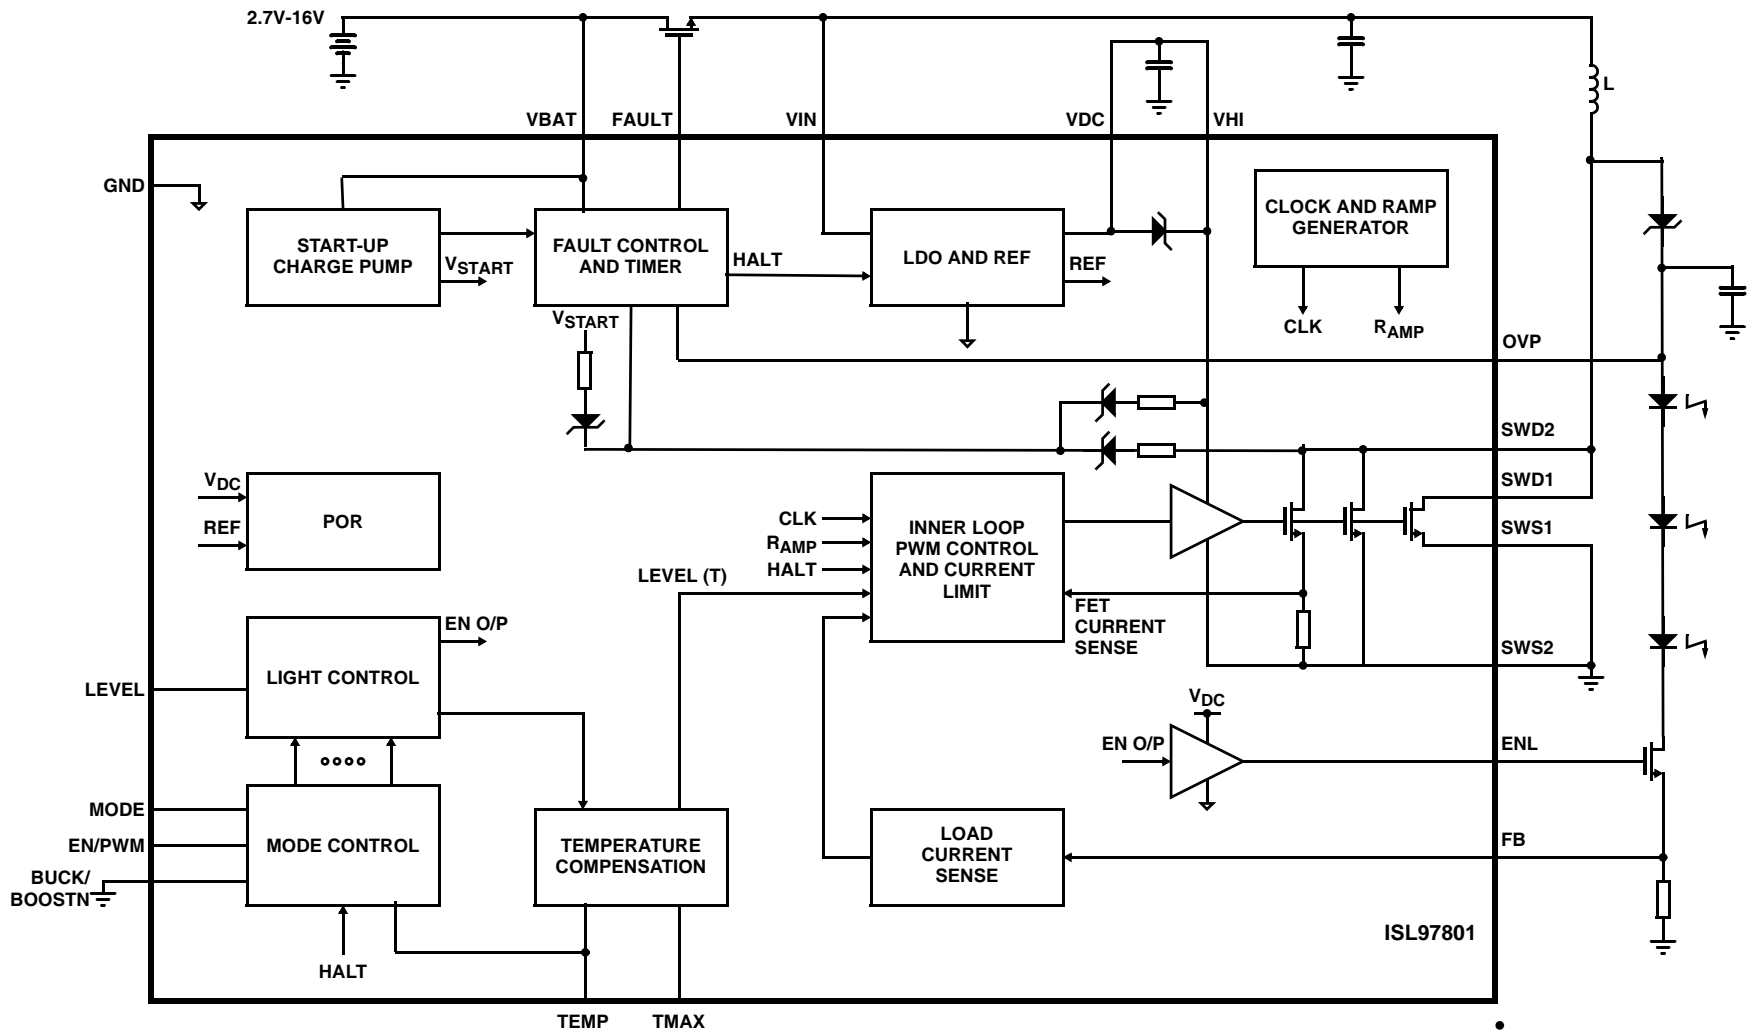 2.7V-16V
L
VBAT
FAULT
VIN
VDC
VHI
GND
START-UP
CHARGE PUMP
VSTART
FAULT CONTROL
AND TIMER
HALT
LDO AND REF
REF
CLOCK AND RAMP
GENERATOR
CLK
RAMP
VSTART
OVP
SWD2
SWD1
SWS1
SWS2
VDC
REF
POR
CLK
RAMP
HALT
LEVEL (T)
INNER LOOP
PWM CONTROL
AND CURRENT
LIMIT
FET
CURRENT
SENSE
EN O/P
LIGHT CONTROL
LEVEL
VDC
EN O/P
ENL
MODE
EN/PWM
BUCK/
BOOSTN
MODE CONTROL
HALT
TEMPERATURE
COMPENSATION
LOAD
CURRENT
SENSE
FB
ISL97801
TEMP
TMAX